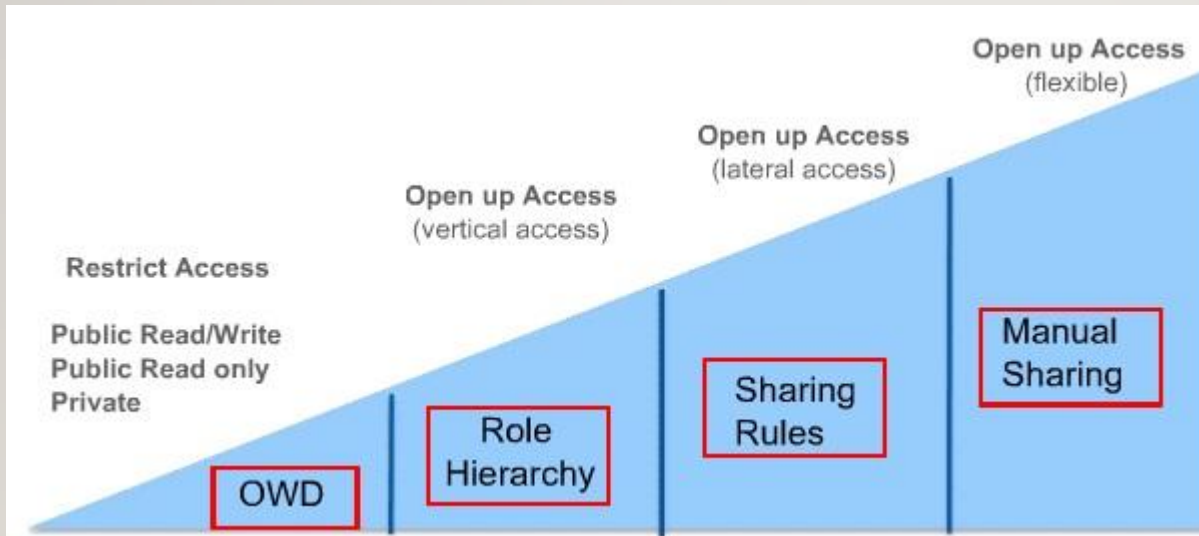 Open up Access
(flexible)
Open up Access
(lateral access)
Open up Access
(vertical access)
Restrict Access
Public Read/Write
Public Read only
Private
OWD
Role
Hierarchy
Sharing
Rules
Manual
Sharing